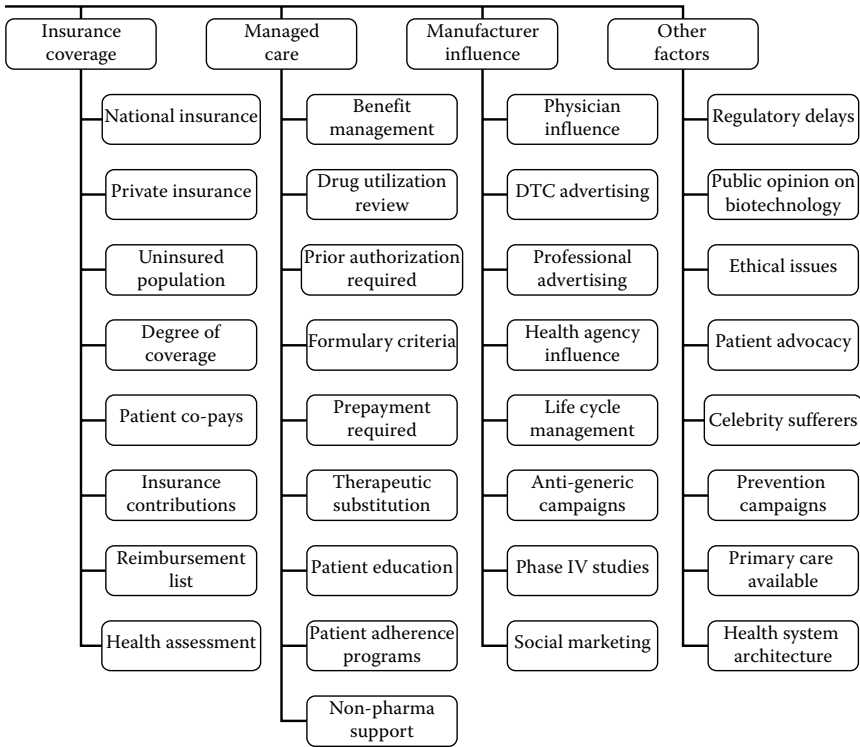 Insurance
coverage
National insurance
Private insurance
Uninsured
population
Degree of
coverage
Patient co-pays
Insurance
contributions
Reimbursement
list
Health assessment
Managed
care
Benefit
management
Drug utilization
review
Prior authorization
required
Formulary criteria
Prepayment
required
Therapeutic
substitution
Patient education
Patient adherence
programs
Non-pharma
support
Manufacturer
influence
Physician
influence
DTC advertising
Professional
advertising
Health agency
influence
Life cycle
management
Anti-generic
campaigns
Phase IV studies
Social marketing
Other
factors
Regulatory delays
Public opinion on
biotechnology
Ethical issues
Patient advocacy
Celebrity sufferers
Prevention
campaigns
Primary care
available
Health system
architecture